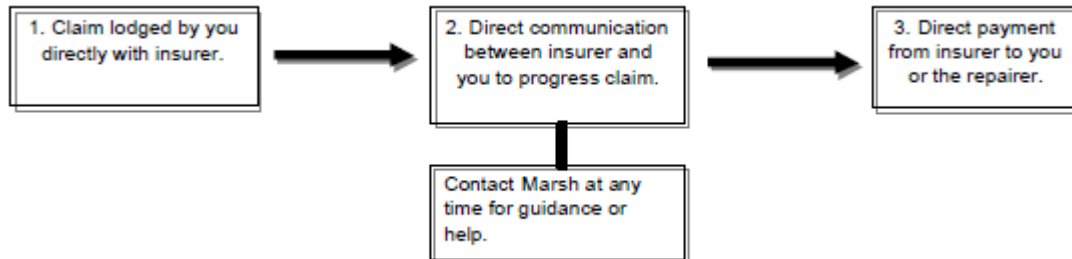 1. Claim lodged by you
directly with insurer.
2. Direct communication
between insurer and
you to progress claim.
3. Direct payment
from insurer to you
or the repairer.
Contact Marsh at any
time for guidance or
help.